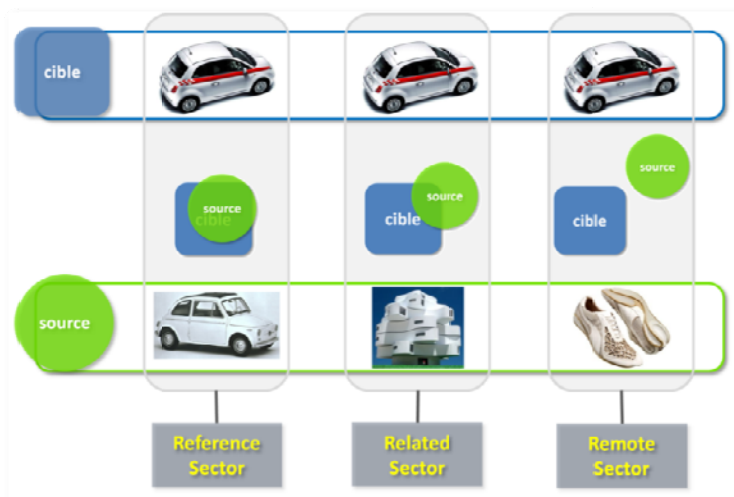 cible
source
cible
source
cible
source
cible
source
Reference
Sector
Related
Sector
Remote
Sector